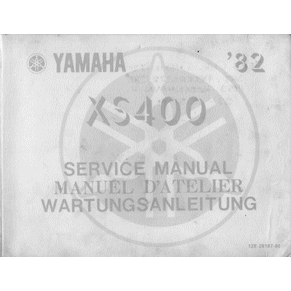 YAMAHA '82
XS400
SERVICE MANUAL
MANUEL D'ATELIER
WARTUNGSANLEITUNG